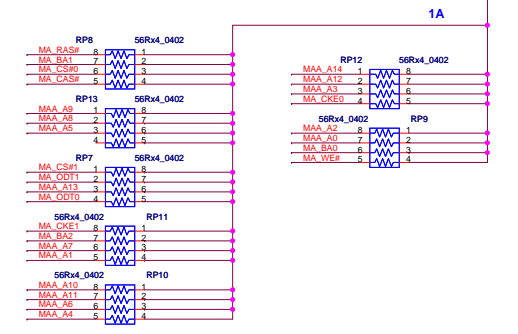 1A
RP8 56Rx4_0402
MA_RAS# 8 1
MA_BA1 7 2
MA_CS#0 6 3
MA_CAS# 5 4
RP13 56Rx4_0402
MAA_A9 1 8
MAA_A8 2 7
MAA_A5 3 6
4 5
RP7 56Rx4_0402
MA_CS#1 1 8
MA_ODT1 2 7
MAA_A13 3 6
MA_ODT0 4 5
56Rx4_0402 RP11
MA_CKE1 8 1
MA_BA2 7 2
MAA_A7 6 3
MAA_A1 5 4
56Rx4_0402 RP10
MAA_A10 8 1
MAA_A11 7 2
MAA_A6 6 3
MAA_A4 5 4
RP12 56Rx4_0402
MAA_A14 1 8
MAA_A12 2 7
MAA_A3 3 6
MA_CKE0 4 5
56Rx4_0402 RP9
MAA_A2 8 1
MAA_A0 7 2
MA_BA0 6 3
MA_WE# 5 4